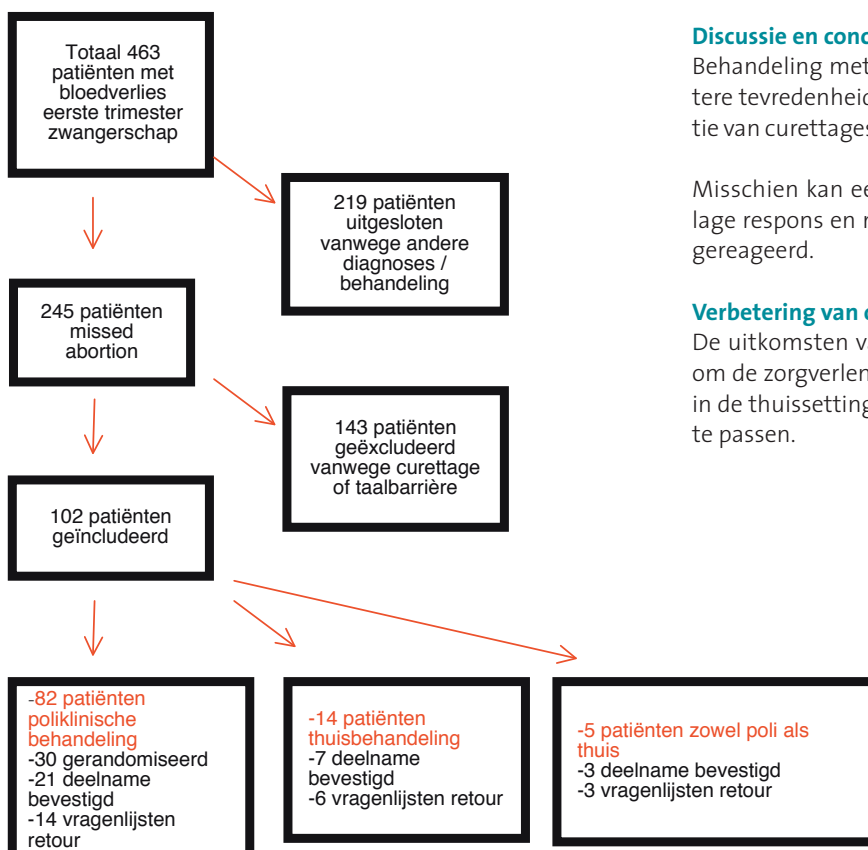 Totaal 463
patiënten met
bloedverlies
eerste trimester
zwangerschap
219 patiënten
uitgesloten
vanwege andere
diagnoses /
behandeling
245 patiënten
missed
abortion
143 patiënten
geëxcludeerd
vanwege curettage
of taalbarrière
102 patiënten
geïncludeerd
-82 patiënten
poliklinische
behandeling
-30 gerandomiseerd
-21 deelname
bevestigd
-14 vragenlijsten
retour
-14 patiënten
thuisbehandeling
-7 deelname
bevestigd
-6 vragenlijsten retour
-5 patiënten zowel poli als
thuis
-3 deelname bevestigd
-3 vragenlijsten retour
Discussie en conc
Behandeling met
tere tevredenheid
tie van curettages
Misschien kan ee
lage respons en
gereageerd.
Verbetering van
De uitkomsten va
om de zorgverlen
in de thuissetting
te passen.